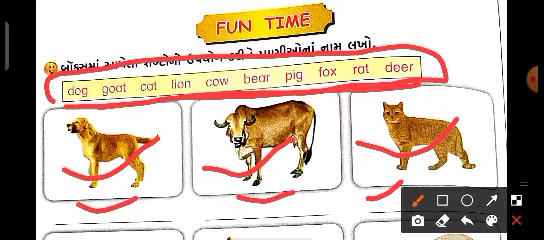 FUN TIME
બૉક્સમાં આપેલા શબ્દોનો ઉપયોગ કરીને પ્રાણીઓનાં નામ લખો.
dog goat cat lion cow bear pig fox rat deer